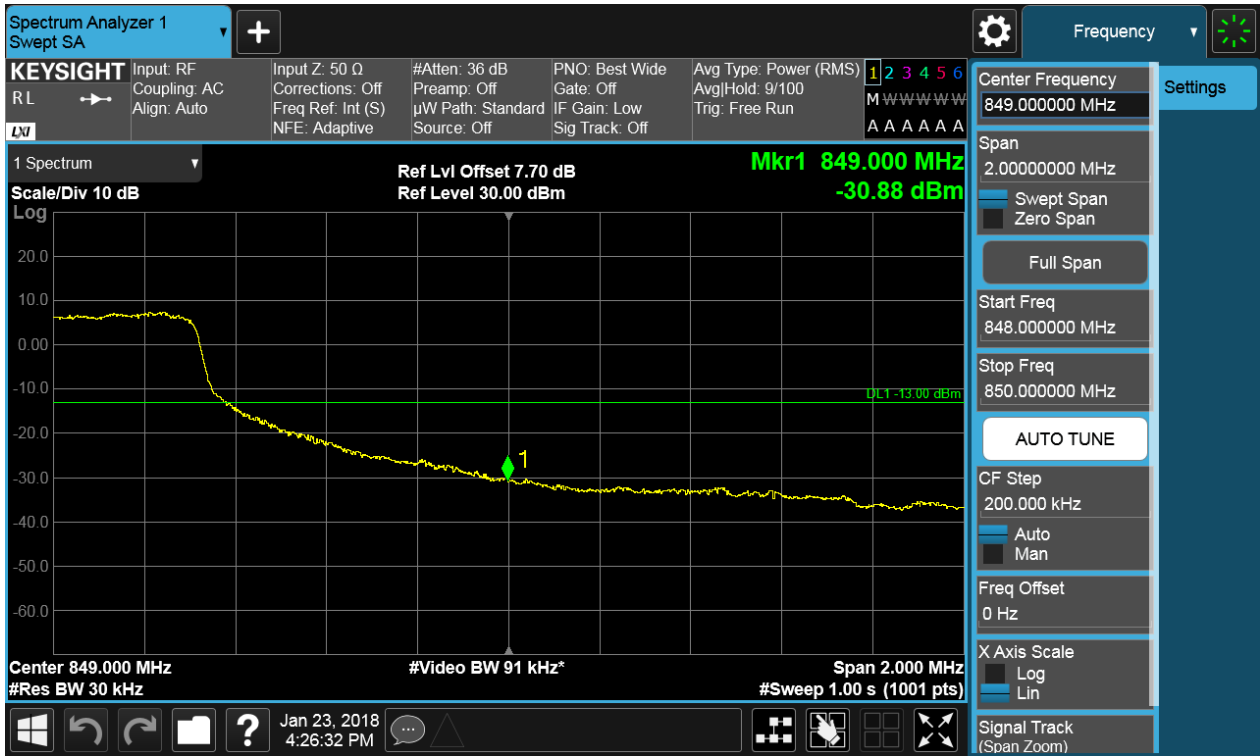 Spectrum Analyzer 1
Swept SA
+
Frequency
KEYSIGHT
R L
LXI
Input: RF
Coupling: AC
Align: Auto
Input Z: 50 Ω
Corrections: Off
Freq Ref: Int (S)
NFE: Adaptive
#Atten: 36 dB
Preamp: Off
µW Path: Standard
Source: Off
PNO: Best Wide
Gate: Off
IF Gain: Low
Sig Track: Off
Avg Type: Power (RMS)
Avg|Hold: 9/100
Trig: Free Run
1 2 3 4 5 6
M W W W W W
A A A A A A
1 Spectrum
Scale/Div 10 dB
Log
Ref Lvl Offset 7.70 dB
Ref Level 30.00 dBm
Mkr1 849.000 MHz
-30.88 dBm
20.0
10.0
0.00
-10.0
DL1 -13.00 dBm
-20.0
1
-30.0
-40.0
-50.0
-60.0
Center 849.000 MHz
#Res BW 30 kHz
#Video BW 91 kHz*
Span 2.000 MHz
#Sweep 1.00 s (1001 pts)
Center Frequency
849.000000 MHz
Settings
Span
2.00000000 MHz
Swept Span
Zero Span
Full Span
Start Freq
848.000000 MHz
Stop Freq
850.000000 MHz
AUTO TUNE
CF Step
200.000 kHz
Auto
Man
Freq Offset
0 Hz
X Axis Scale
Log
Lin
Signal Track
(Span Zoom)
?
Jan 23, 2018
4:26:32 PM